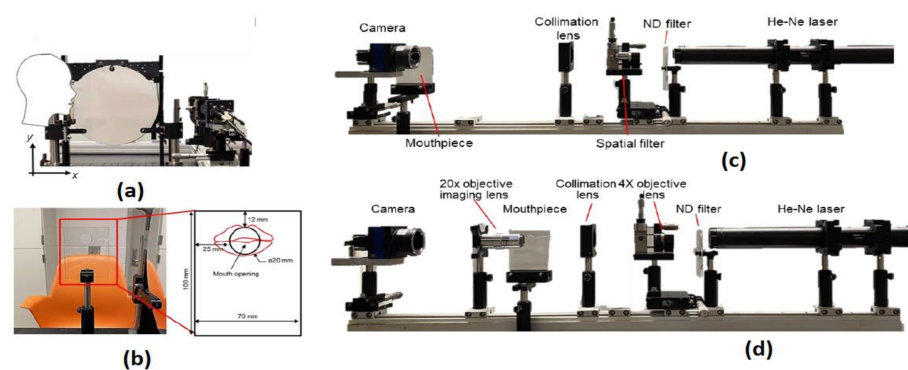 y
x
(a)
12 mm
25 mm
ø20 mm
Mouth opening
100 mm
70 mm
(b)
Camera
Collimation
lens
ND filter
He-Ne laser
Mouthpiece
Spatial filter
(c)
Camera
20x objective
imaging lens
Mouthpiece
Collimation
lens
4X objective
lens
ND filter
He-Ne laser
(d)